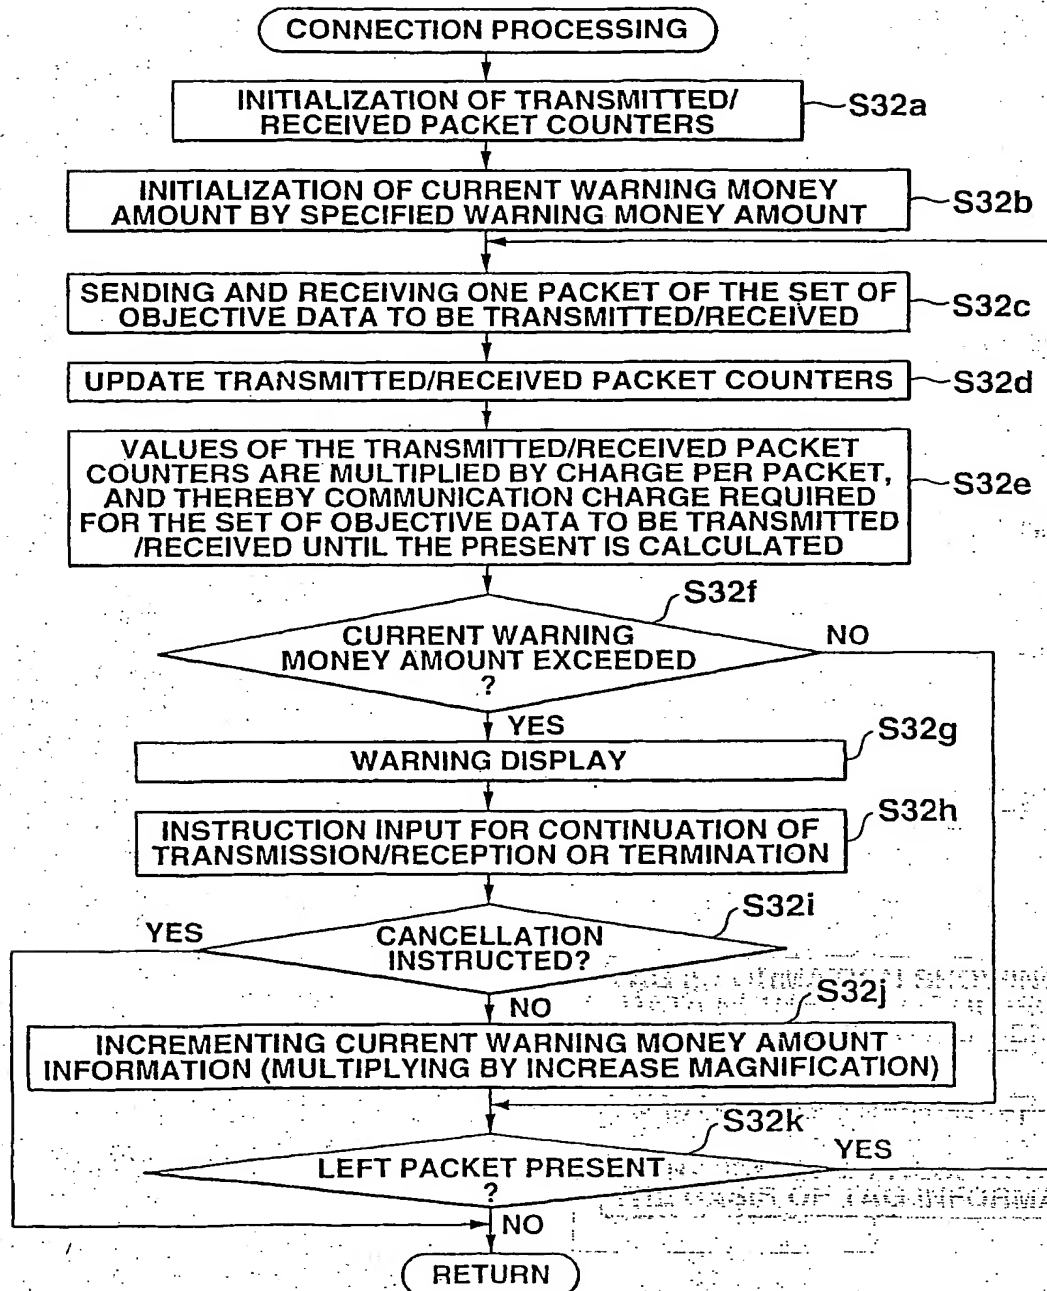 CONNECTION PROCESSING
INITIALIZATION OF TRANSMITTED/
RECEIVED PACKET COUNTERS
S32a
INITIALIZATION OF CURRENT WARNING MONEY
AMOUNT BY SPECIFIED WARNING MONEY AMOUNT
S32b
SENDING AND RECEIVING ONE PACKET OF THE SET OF
OBJECTIVE DATA TO BE TRANSMITTED/RECEIVED
S32c
UPDATE TRANSMITTED/RECEIVED PACKET COUNTERS
S32d
VALUES OF THE TRANSMITTED/RECEIVED PACKET
COUNTERS ARE MULTIPLIED BY CHARGE PER PACKET,
AND THEREBY COMMUNICATION CHARGE REQUIRED
FOR THE SET OF OBJECTIVE DATA TO BE TRANSMITTED
/RECEIVED UNTIL THE PRESENT IS CALCULATED
S32e
S32f
CURRENT WARNING
MONEY AMOUNT EXCEEDED
?
NO
YES
S32g
WARNING DISPLAY
S32h
INSTRUCTION INPUT FOR CONTINUATION OF
TRANSMISSION/RECEPTION OR TERMINATION
S32i
YES
CANCELLATION
INSTRUCTED?
NO
S32j
INCREMENTING CURRENT WARNING MONEY AMOUNT
INFORMATION (MULTIPLYING BY INCREASE MAGNIFICATION)
S32k
LEFT PACKET PRESENT
?
YES
NO
OF TAG
RETURN